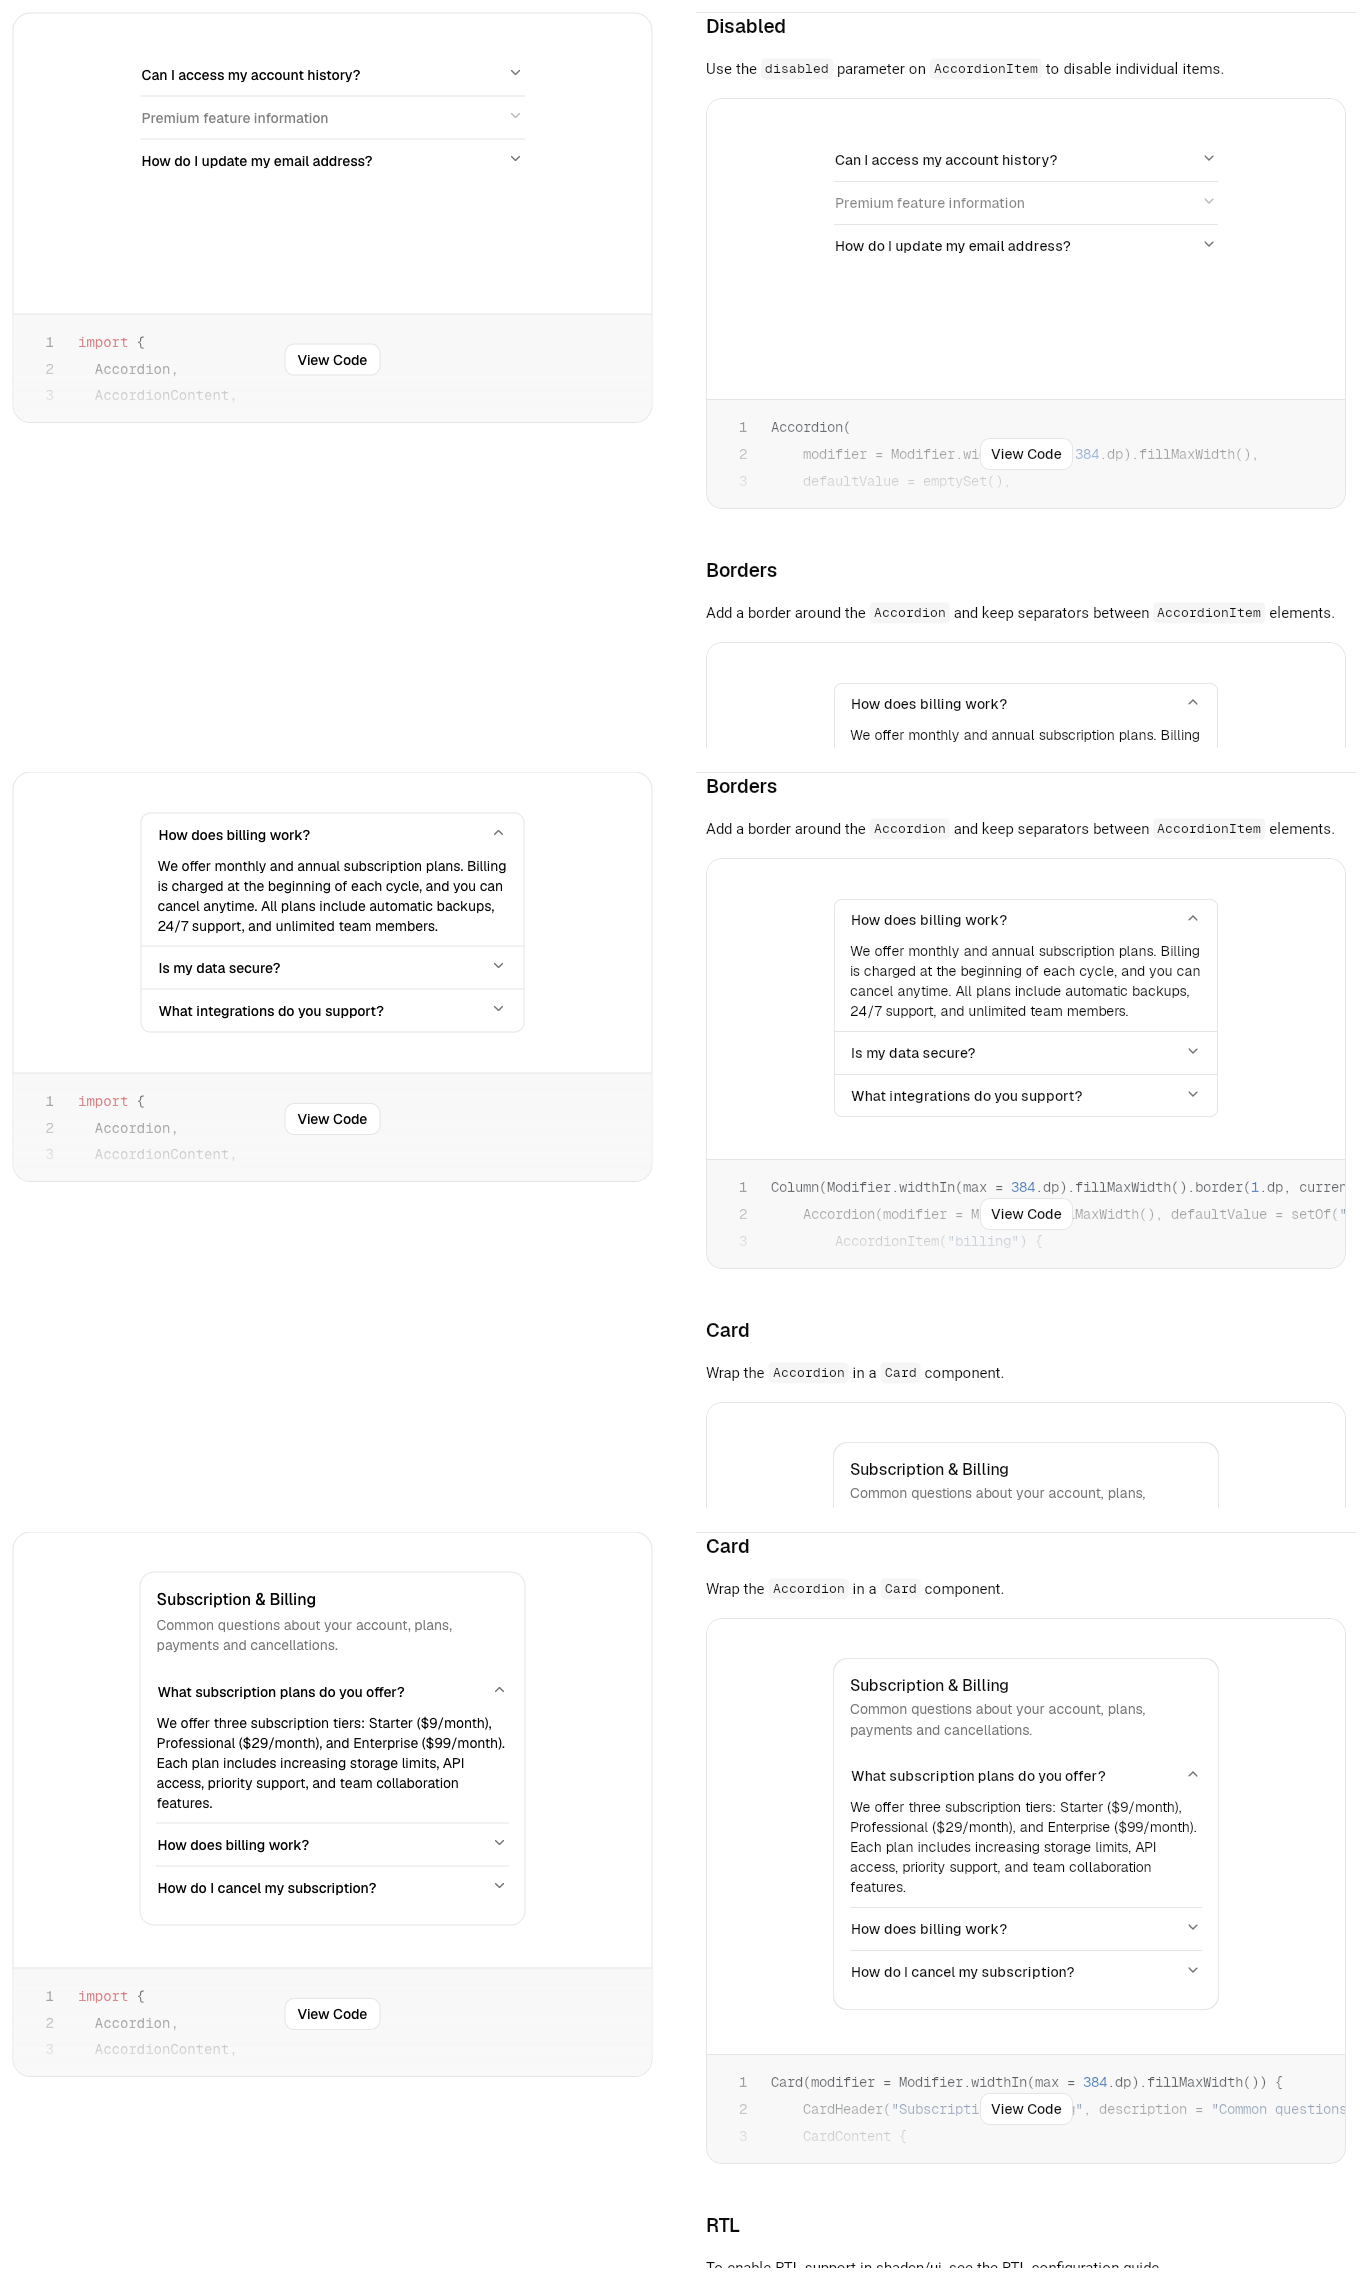 Can I access my account history?
Premium feature information
How do I update my email address?
1 import {
2 Accordion,
3 AccordionContent,
View Code
Disabled
Use the disabled parameter on AccordionItem to disable individual items.
Can I access my account history?
Premium feature information
How do I update my email address?
1 Accordion(
2 modifier = Modifier.wi View Code 384.dp).fillMaxWidth(),
3 defaultValue = emptySet(),
Borders
Add a border around the Accordion and keep separators between AccordionItem elements.
How does billing work?
We offer monthly and annual subscription plans. Billing
How does billing work?
We offer monthly and annual subscription plans. Billing
is charged at the beginning of each cycle, and you can
cancel anytime. All plans include automatic backups,
24/7 support, and unlimited team members.
Is my data secure?
What integrations do you support?
1 import {
2 Accordion,
3 AccordionContent,
View Code
Borders
Add a border around the Accordion and keep separators between AccordionItem elements.
How does billing work?
We offer monthly and annual subscription plans. Billing
is charged at the beginning of each cycle, and you can
cancel anytime. All plans include automatic backups,
24/7 support, and unlimited team members.
Is my data secure?
What integrations do you support?
1 Column(Modifier.widthIn(max = 384.dp).fillMaxWidth().border(1.dp, curren
2 Accordion(modifier = M View Code lMaxWidth(), defaultValue = setOf("
3 AccordionItem("billing") {
Card
Wrap the Accordion in a Card component.
Subscription & Billing
Common questions about your account, plans,
Subscription & Billing
Common questions about your account, plans,
payments and cancellations.
What subscription plans do you offer?
We offer three subscription tiers: Starter ($9/month),
Professional ($29/month), and Enterprise ($99/month).
Each plan includes increasing storage limits, API
access, priority support, and team collaboration
features.
How does billing work?
How do I cancel my subscription?
1 import {
2 Accordion,
3 AccordionContent,
View Code
Card
Wrap the Accordion in a Card component.
Subscription & Billing
Common questions about your account, plans,
payments and cancellations.
What subscription plans do you offer?
We offer three subscription tiers: Starter ($9/month),
Professional ($29/month), and Enterprise ($99/month).
Each plan includes increasing storage limits, API
access, priority support, and team collaboration
features.
How does billing work?
How do I cancel my subscription?
1 Card(modifier = Modifier.widthIn(max = 384.dp).fillMaxWidth()) {
2 CardHeader("Subscripti View Code ", description = "Common questions
3 CardContent {
RTL
To enable RTL support in shadcn/ui, see the RTL configuration guide.